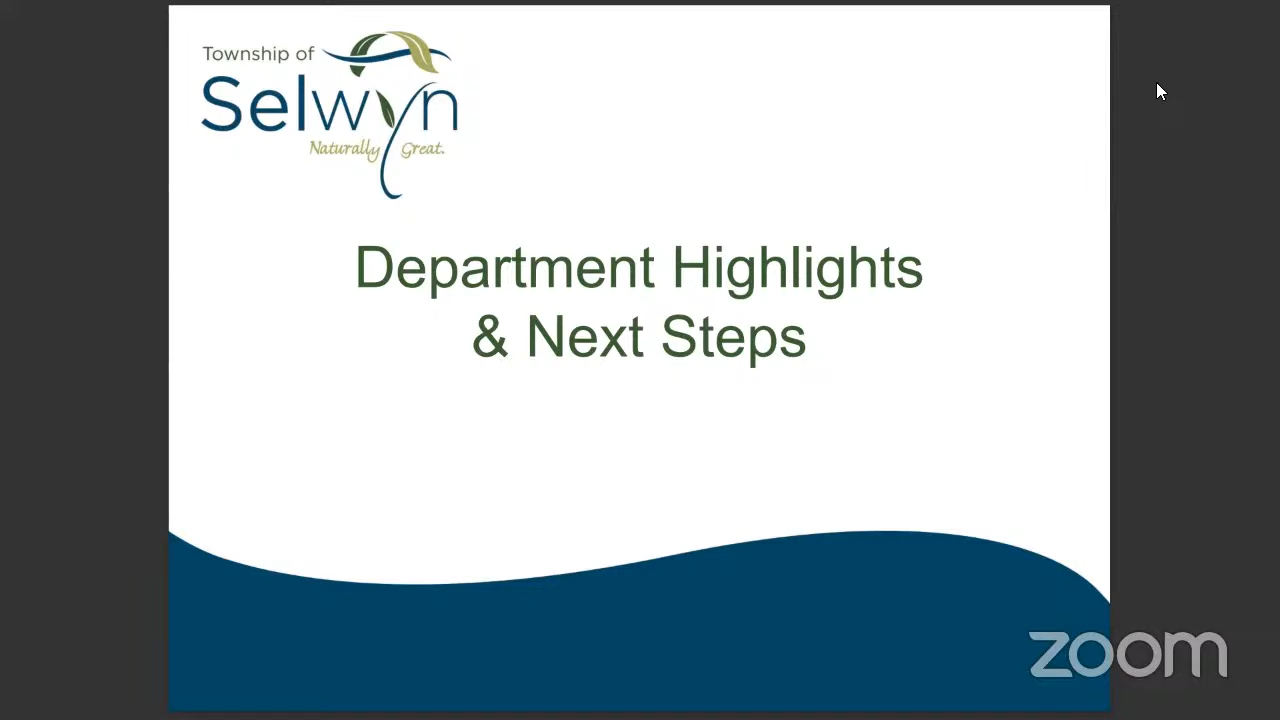 Township of
Selwyn
Naturally Great.
Department Highlights
& Next Steps
zoom